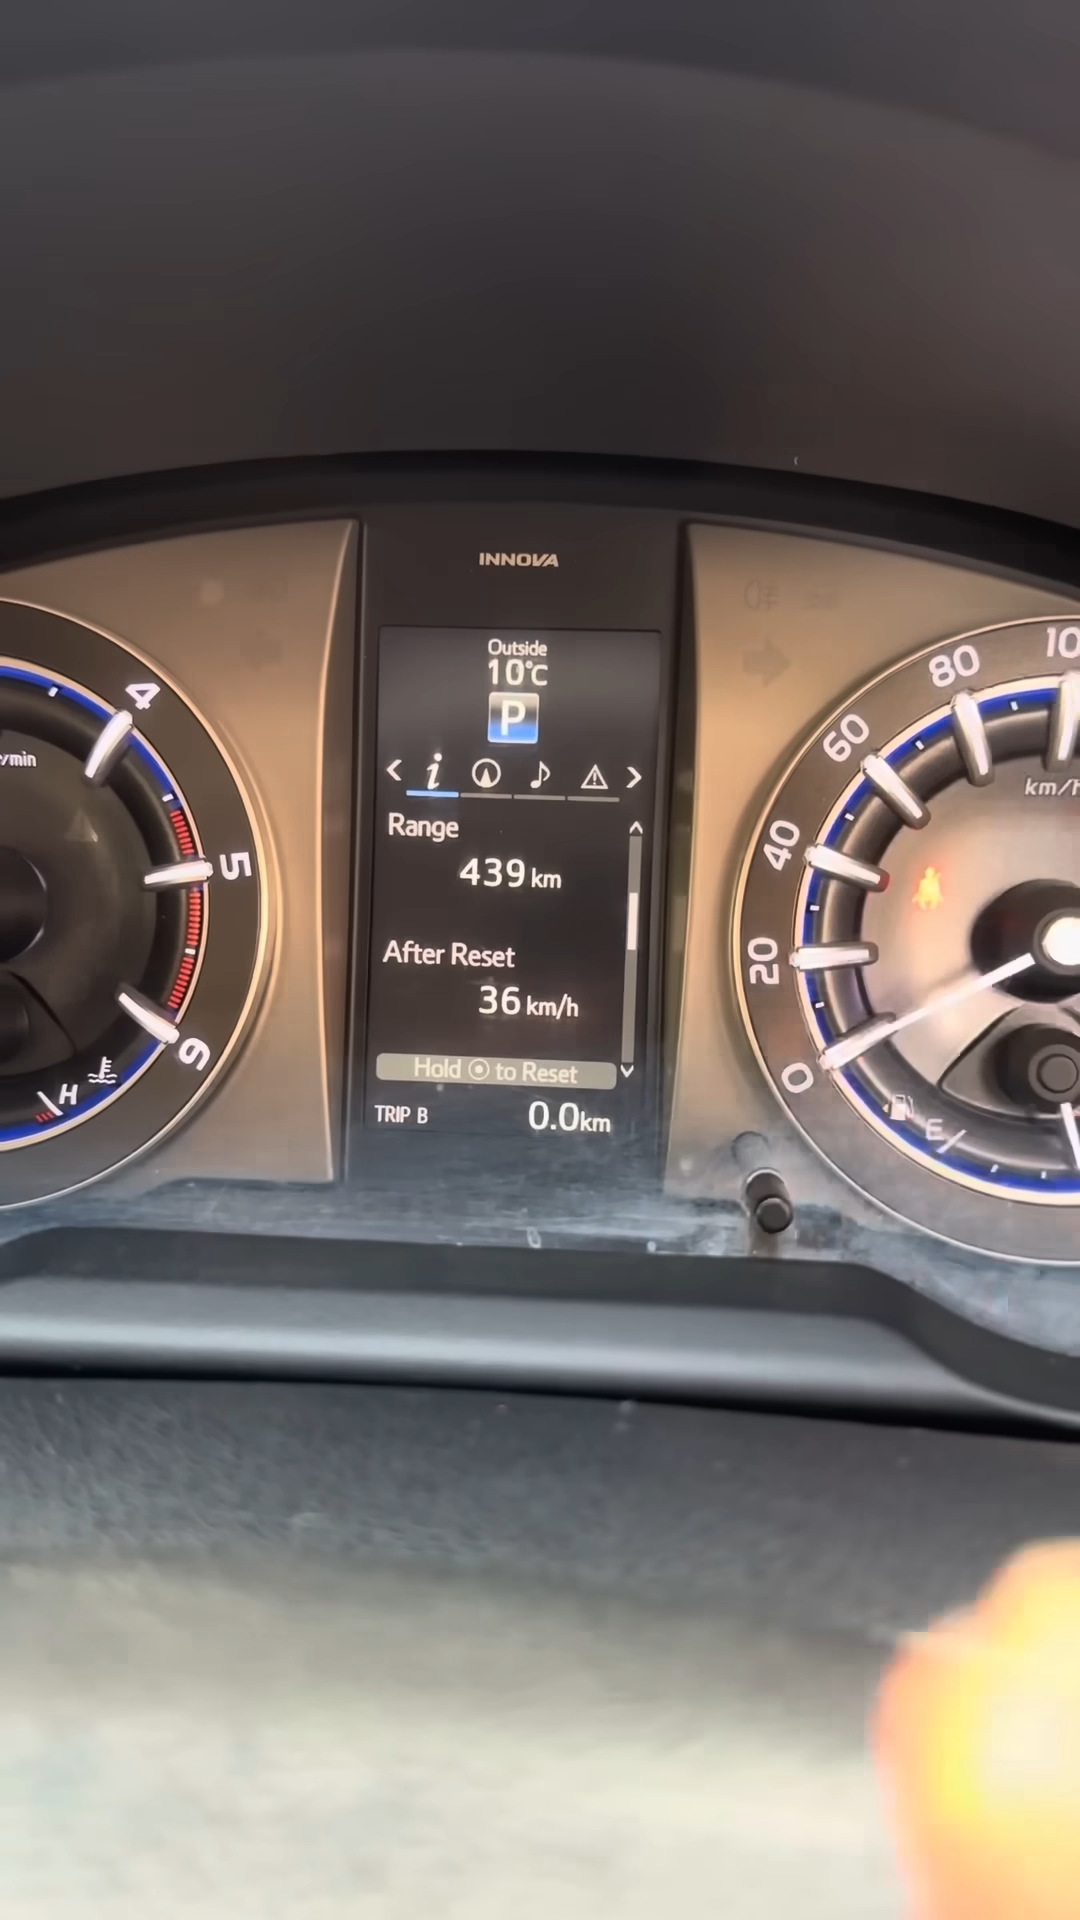 INNOVA
Outside
10°C
P
i
Range
439 km
After Reset
36 km/h
Hold to Reset
TRIP B
0.0km
4
5
6
H
/min
0
20
40
60
80
10
km/h
E